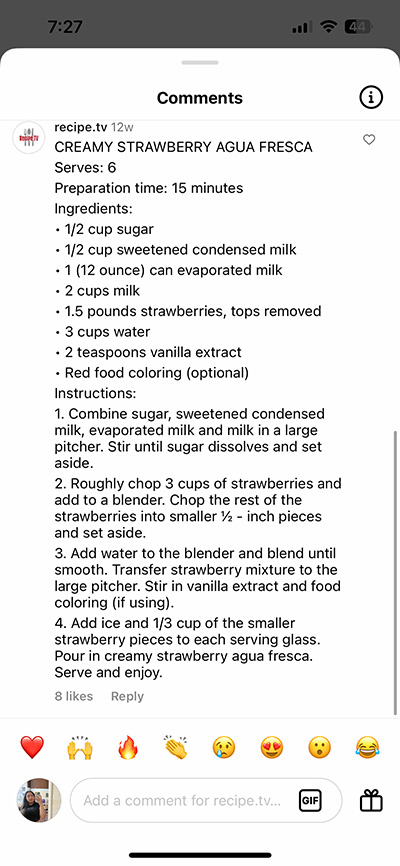 7:27
44
Comments
recipe.tv 12w
Recipe.TV
CREAMY STRAWBERRY AGUA FRESCA
Serves: 6
Preparation time: 15 minutes
Ingredients:
• 1/2 cup sugar
• 1/2 cup sweetened condensed milk
• 1 (12 ounce) can evaporated milk
• 2 cups milk
• 1.5 pounds strawberries, tops removed
• 3 cups water
• 2 teaspoons vanilla extract
• Red food coloring (optional)
Instructions:
1. Combine sugar, sweetened condensed
milk, evaporated milk and milk in a large
pitcher. Stir until sugar dissolves and set
aside.
2. Roughly chop 3 cups of strawberries and
add to a blender. Chop the rest of the
strawberries into smaller ½ - inch pieces
and set aside.
3. Add water to the blender and blend until
smooth. Transfer strawberry mixture to the
large pitcher. Stir in vanilla extract and food
coloring (if using).
4. Add ice and 1/3 cup of the smaller
strawberry pieces to each serving glass.
Pour in creamy strawberry agua fresca.
Serve and enjoy.
8 likes Reply
Add a comment for recipe.tv... GIF